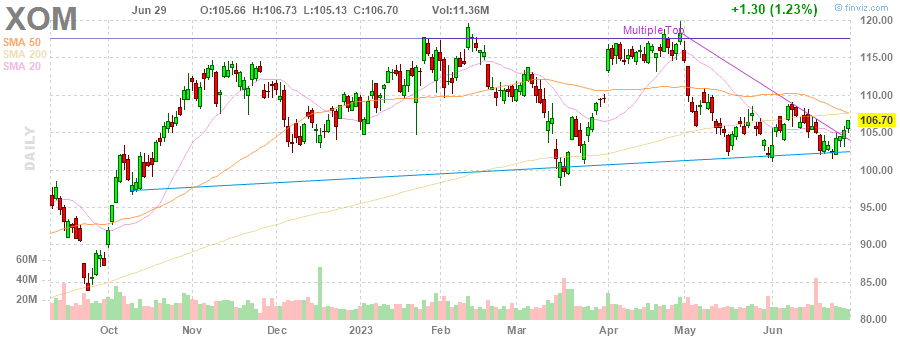 XOM Jun 29 O:105.66 H:106.73 L:105.13 C:106.70 Vol:11.36M +1.30 (1.23%) © finviz.com
SMA 50
SMA 200
SMA 20
Multiple Top
120.00
115.00
110.00
106.70
105.00
100.00
95.00
90.00
85.00
80.00
DAILY
60M
40M
20M
Oct Nov Dec 2023 Feb Mar Apr May Jun